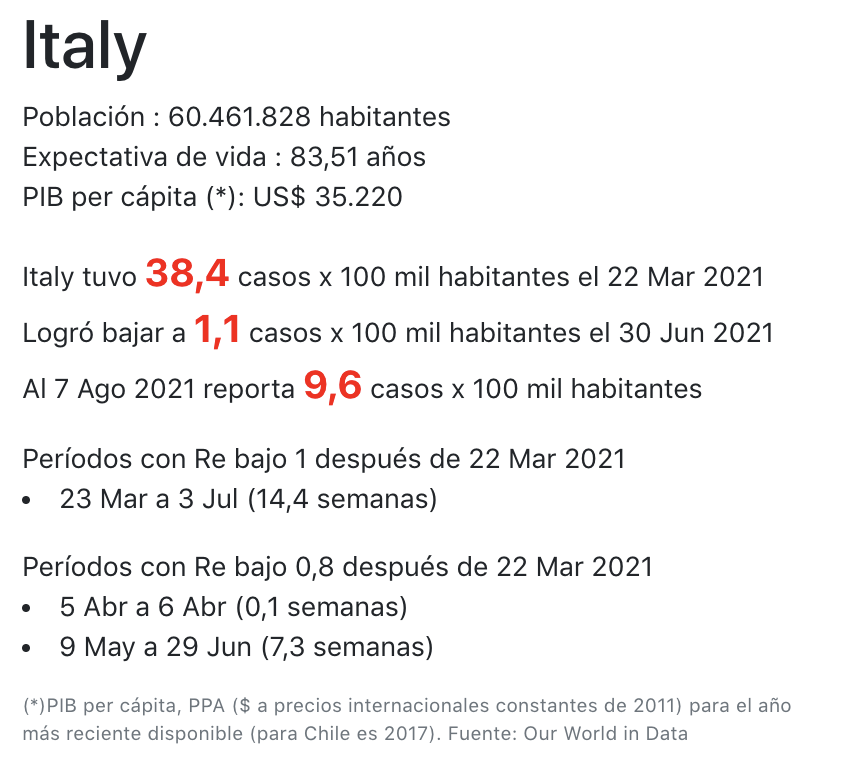 Italy
Población : 60.461.828 habitantes
Expectativa de vida : 83,51 años
PIB per cápita (*): US$ 35.220
Italy tuvo 38,4 casos x 100 mil habitantes el 22 Mar 2021
Logró bajar a 1,1 casos x 100 mil habitantes el 30 Jun 2021
Al 7 Ago 2021 reporta 9,6 casos x 100 mil habitantes
Períodos con Re bajo 1 después de 22 Mar 2021
• 23 Mar a 3 Jul (14,4 semanas)
Períodos con Re bajo 0,8 después de 22 Mar 2021
• 5 Abr a 6 Abr (0,1 semanas)
• 9 May a 29 Jun (7,3 semanas)
(*)PIB per cápita, PPA ($ a precios internacionales constantes de 2011) para el año
más reciente disponible (para Chile es 2017). Fuente: Our World in Data